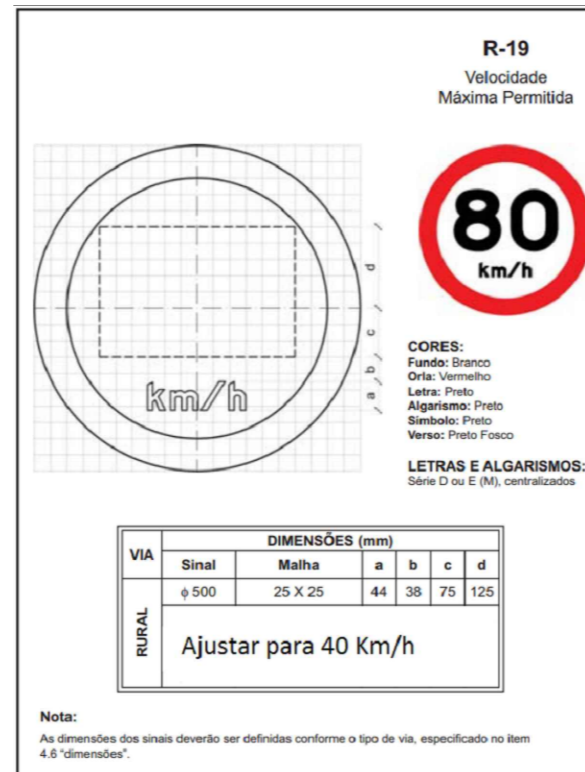 R-19
Velocidade
Máxima Permitida
80
km/h
d
c
b
a
km/h
CORES:
Fundo: Branco
Orla: Vermelho
Letra: Preto
Algarismo: Preto
Símbolo: Preto
Verso: Preto Fosco
LETRAS E ALGARISMOS:
Série D ou E (M), centralizados
VIA DIMENSÕES (mm)
Sinal Malha a b c d
RURAL ϕ 500 25 X 25 44 38 75 125
Ajustar para 40 Km/h
Nota:
As dimensões dos sinais deverão ser definidas conforme o tipo de via, especificado no item
4.6 "dimensões".